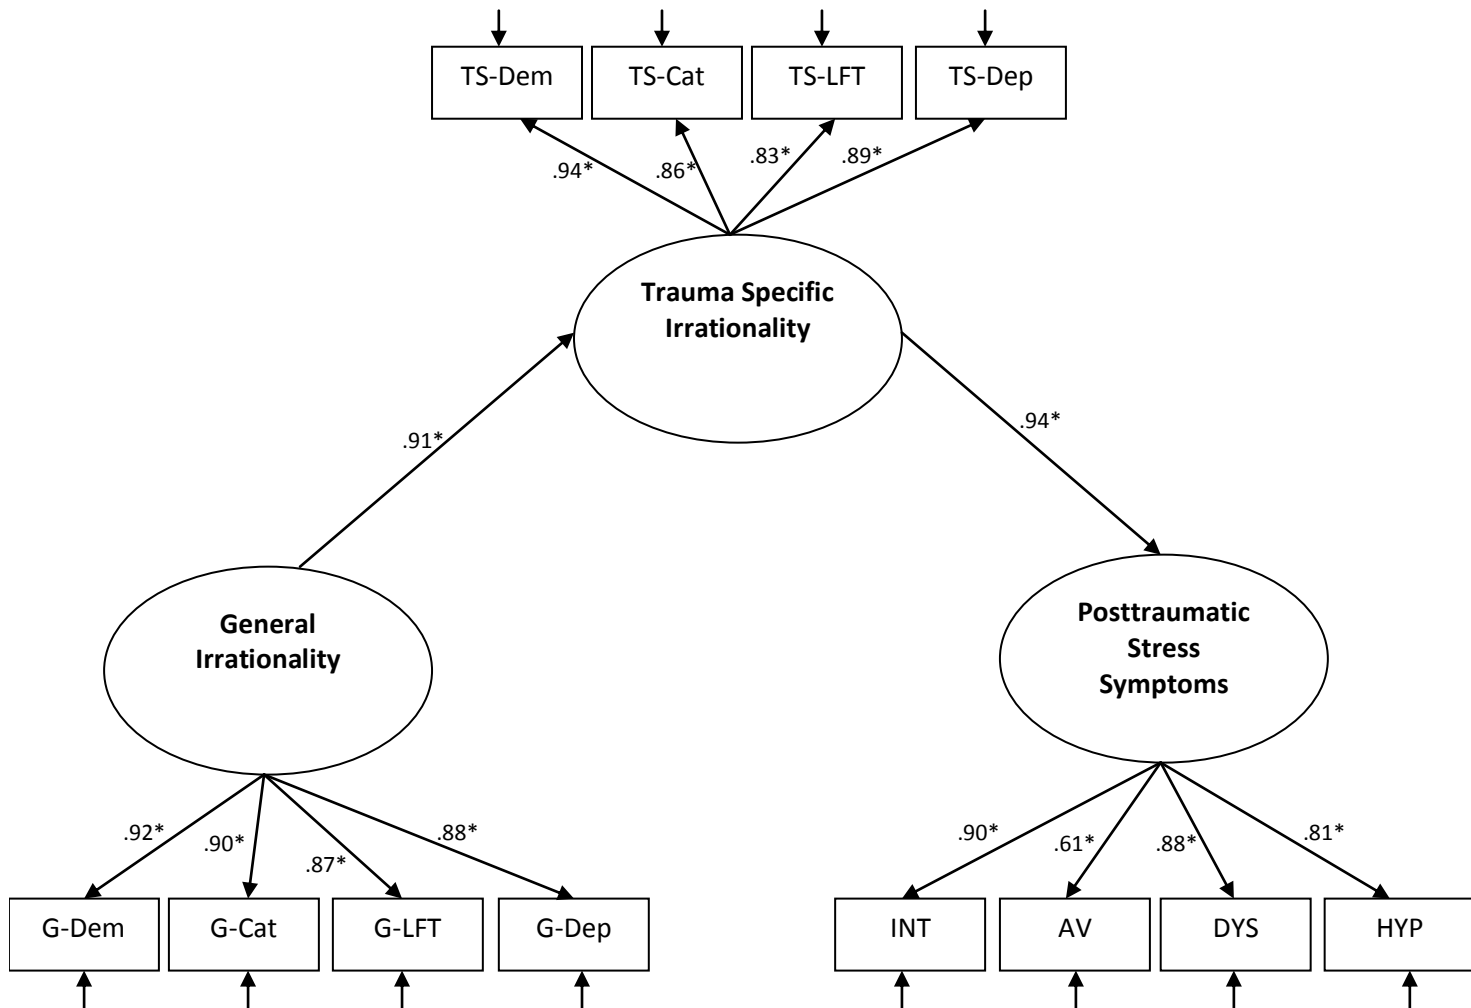 TS-Dem
TS-Cat
TS-LFT
TS-Dep
.94*
.86*
.83*
.89*
Trauma Specific
Irrationality
.91*
.94*
General
Irrationality
Posttraumatic
Stress
Symptoms
.92*
.90*
.87*
.88*
.90*
.61*
.88*
.81*
G-Dem
G-Cat
G-LFT
G-Dep
INT
AV
DYS
HYP